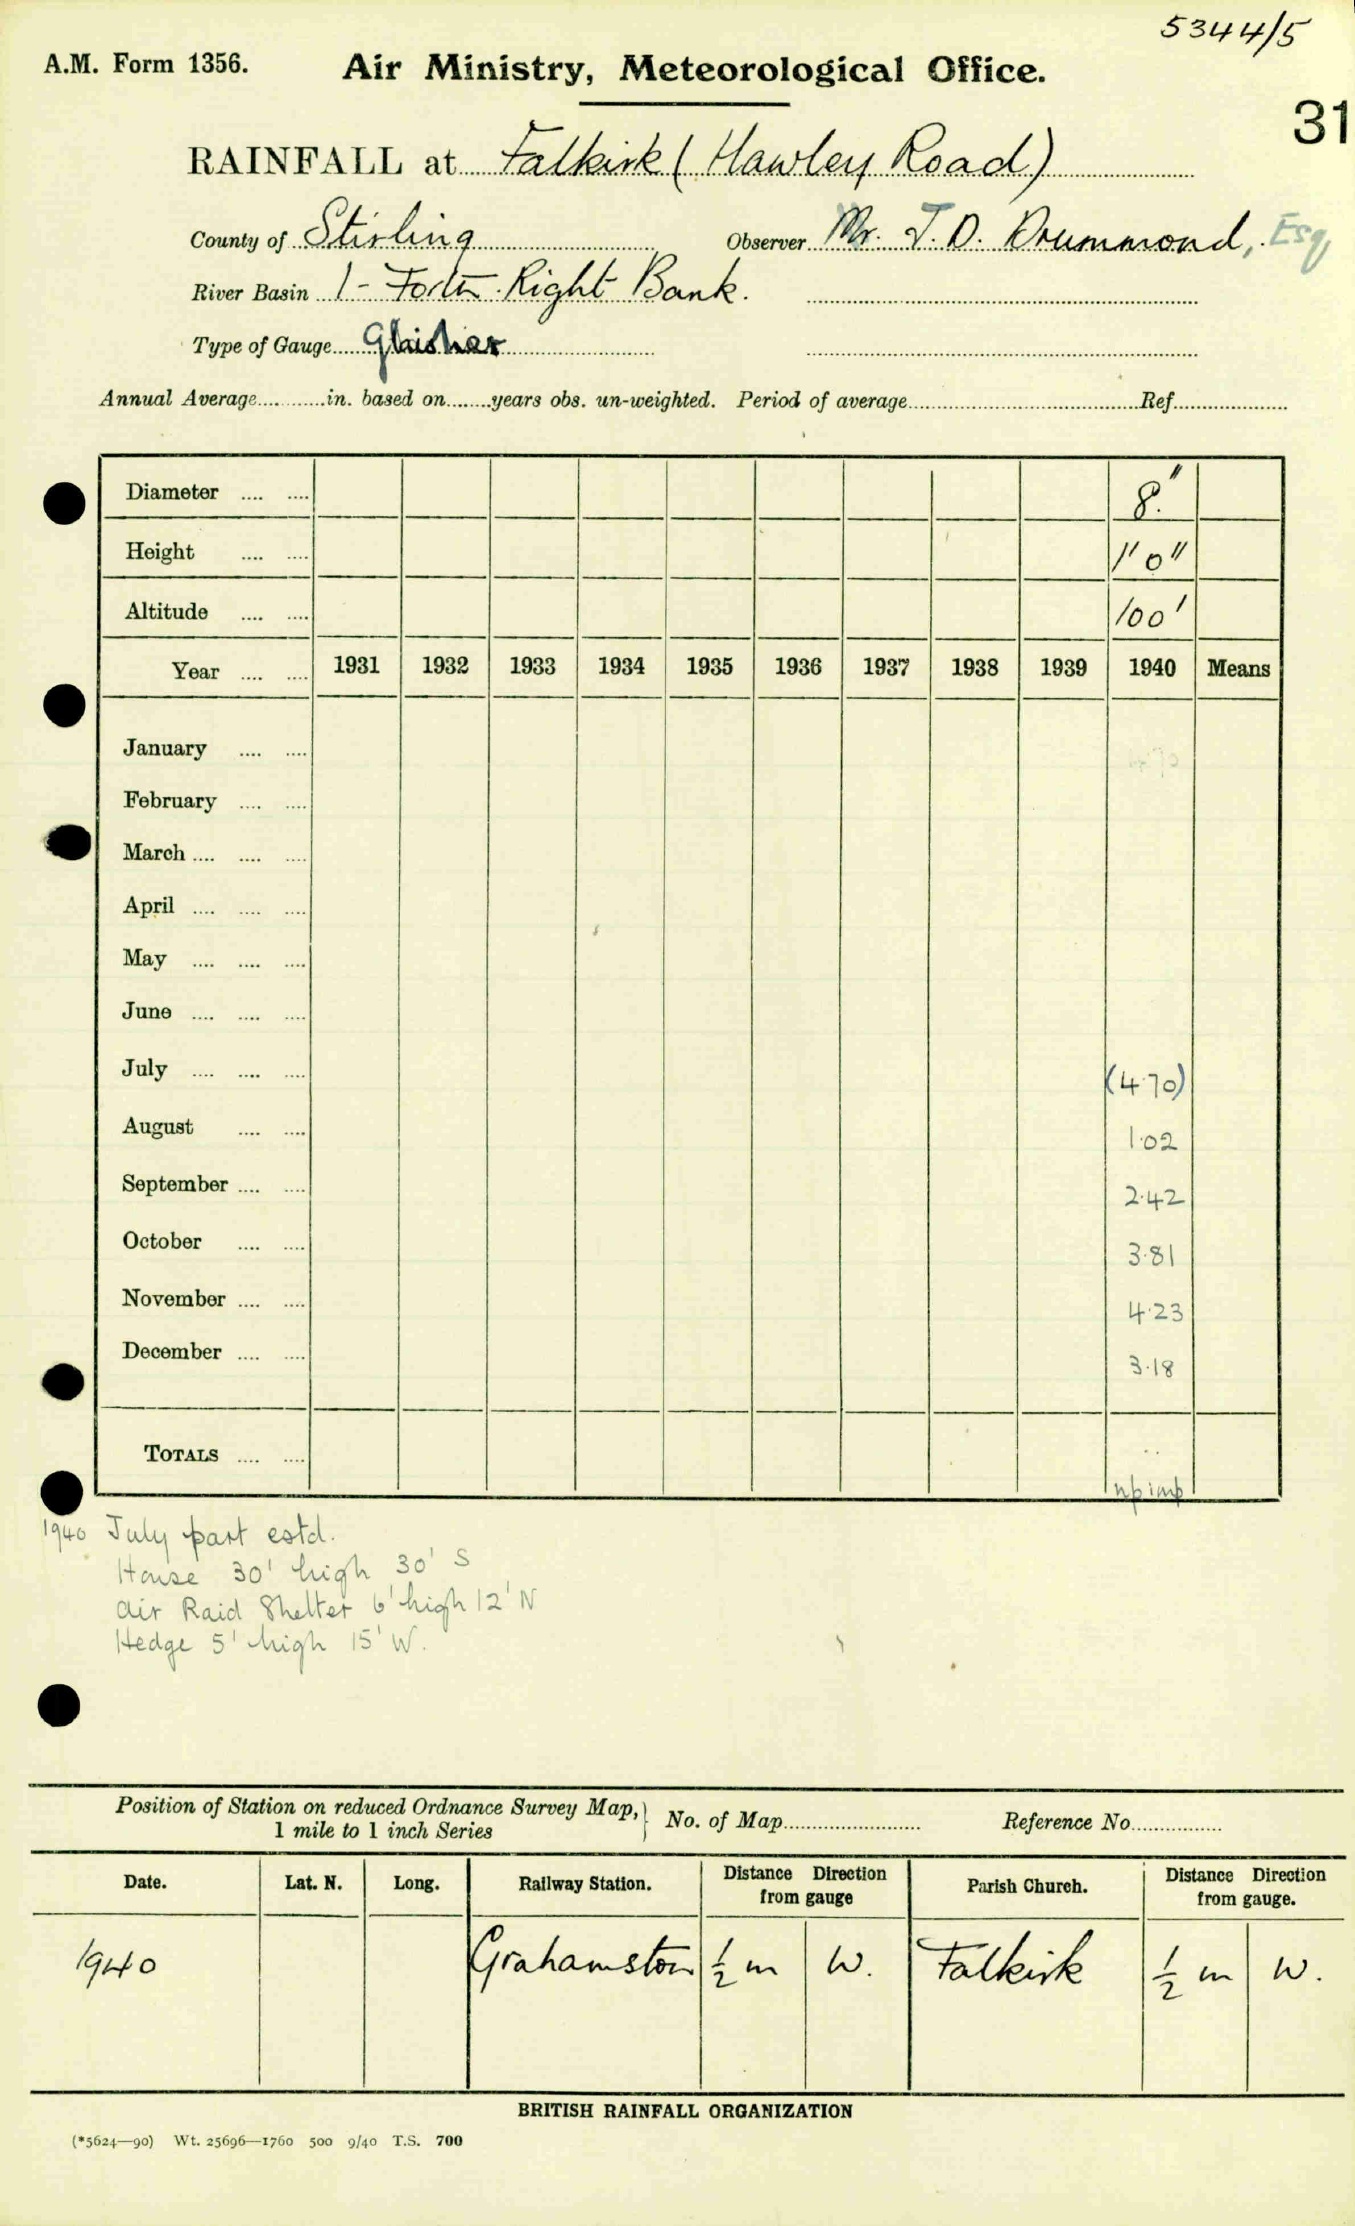 5344/5
A.M. Form 1356. Air Ministry, Meteorological Office.
31
RAINFALL at Falkirk (Hawley Road)
County of Stirling Observer Mr. J. D. Drummond, Esq
River Basin 1 - Forth Right Bank.
Type of Gauge Glaisher
Annual Average in. based on years obs. un-weighted. Period of average Ref
Diameter 8"
Height 1' 0"
Altitude 100'
Year 1931 1932 1933 1934 1935 1936 1937 1938 1939 1940 Means
January 4.70
February
March
April
May
June
July (4.70)
August 1.02
September 2.42
October 3.81
November 4.23
December 3.18
TOTALS ..
np imp
1940 July part estd.
House 30' high 30' S
Air Raid Shelter 6' high 12' N
Hedge 5' high 15' W.
Position of Station on reduced Ordnance Survey Map, } No. of Map Reference No
1 mile to 1 inch Series
Date. Lat. N. Long. Railway Station. Distance Direction from gauge Parish Church. Distance Direction from gauge.
1940 Grahamston ½ m W. Falkirk ½ m W.
BRITISH RAINFALL ORGANIZATION
(*5624—90) Wt. 25696—1760 500 9/40 T.S. 700